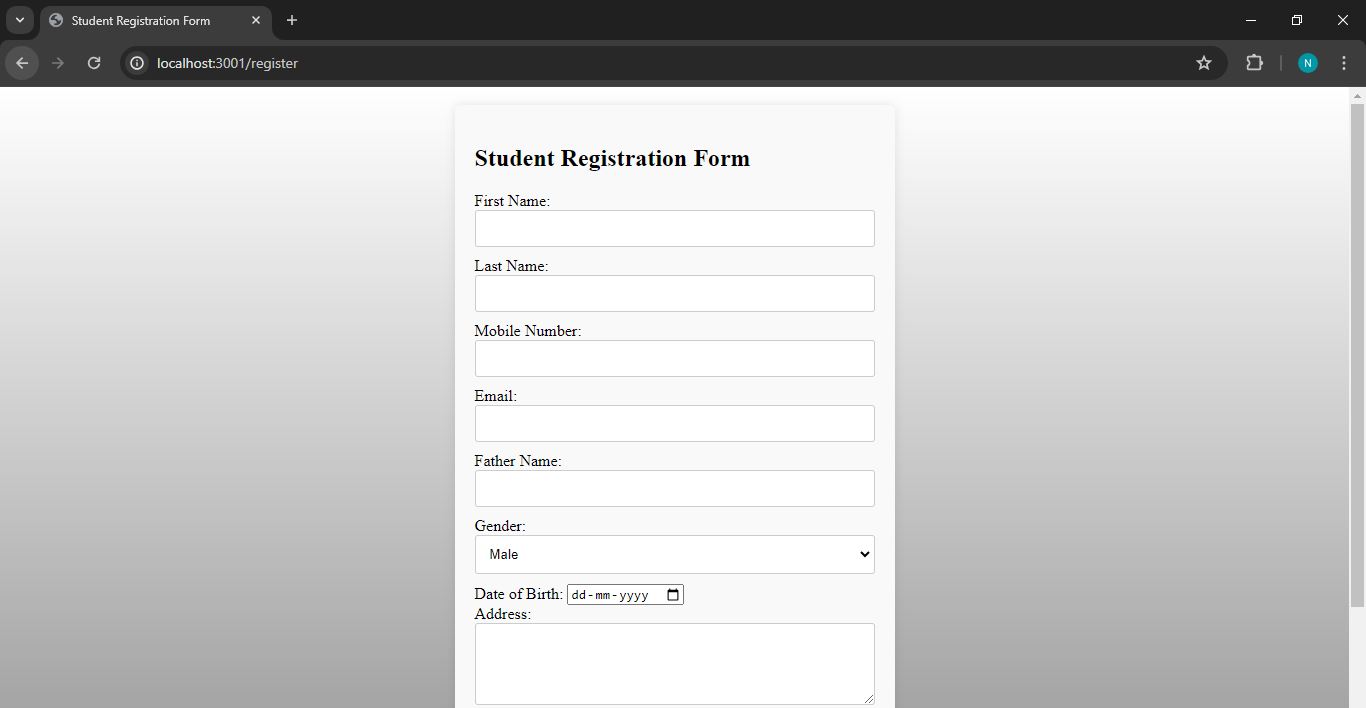 Student Registration Form
localhost:3001/register
N
Student Registration Form
First Name:
Last Name:
Mobile Number:
Email:
Father Name:
Gender:
Male
Date of Birth: dd-mm-yyyy
Address: